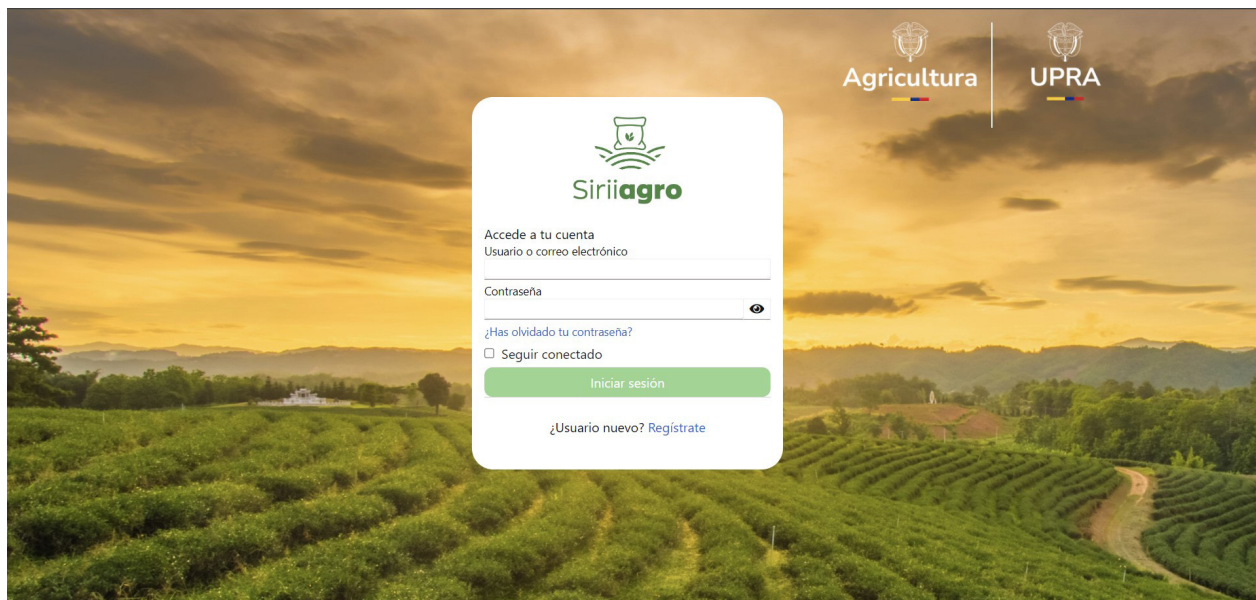 Agricultura
UPRA
Siriiagro
Accede a tu cuenta
Usuario o correo electrónico
Contraseña
¿Has olvidado tu contraseña?
Seguir conectado
Iniciar sesión
¿Usuario nuevo? Regístrate